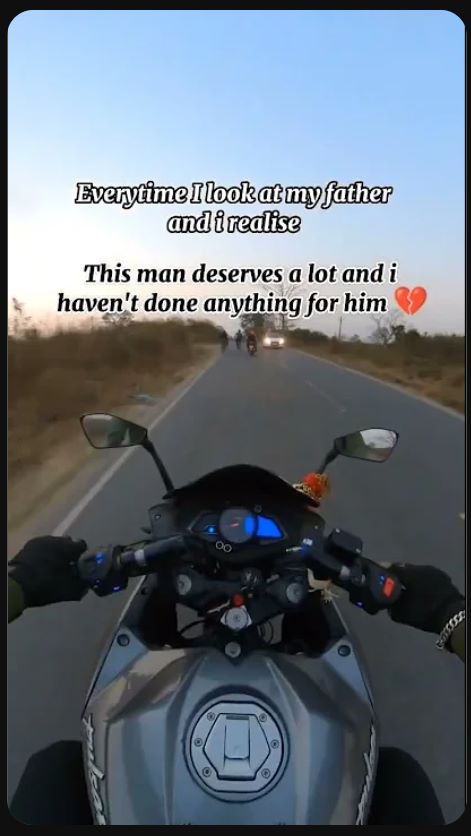 Everytime I look at my father
and i realise
This man deserves a lot and i
haven't done anything for him 💔